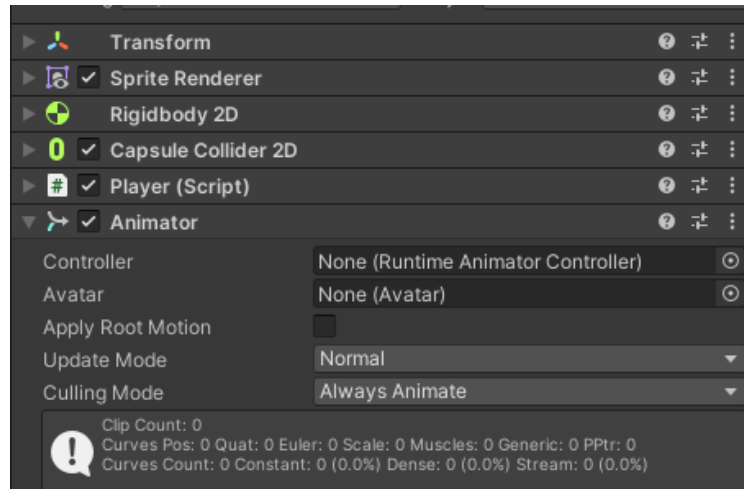 Transform
Sprite Renderer
Rigidbody 2D
Capsule Collider 2D
# Player (Script)
Animator
Controller None (Runtime Animator Controller)
Avatar None (Avatar)
Apply Root Motion
Update Mode Normal
Culling Mode Always Animate
Clip Count: 0
Curves Pos: 0 Quat: 0 Euler: 0 Scale: 0 Muscles: 0 Generic: 0 PPtr: 0
Curves Count: 0 Constant: 0 (0.0%) Dense: 0 (0.0%) Stream: 0 (0.0%)